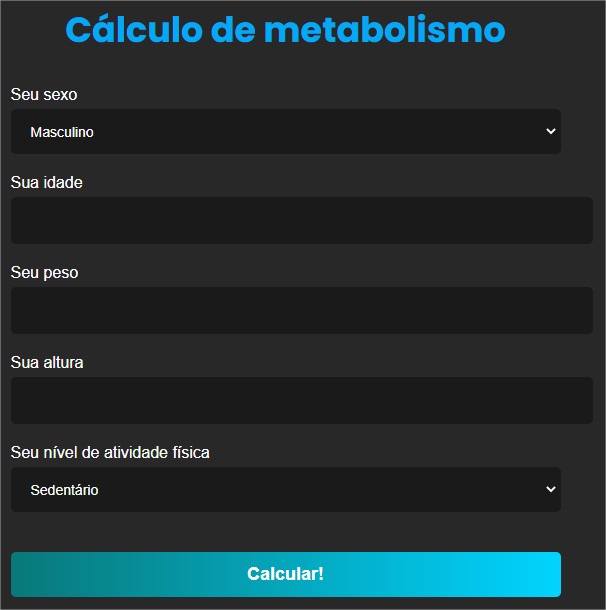 Cálculo de metabolismo
Seu sexo
Masculino
Sua idade
Seu peso
Sua altura
Seu nível de atividade física
Sedentário
Calcular!